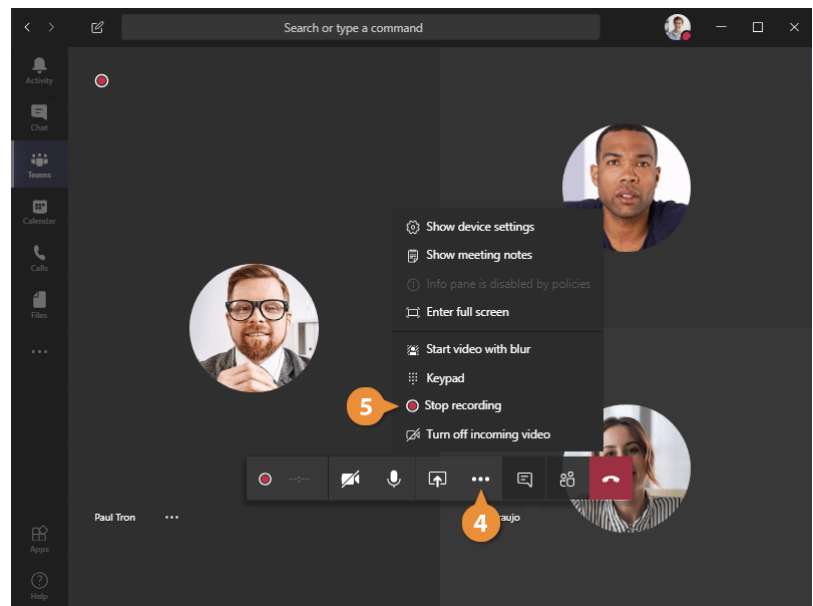 Search or type a command
Activity
Chat
Teams
Calendar
Calls
Files
Apps
Help
Show device settings
Show meeting notes
Info pane is disabled by policies
Enter full screen
Start video with blur
Keypad
5
Stop recording
Turn off incoming video
--:--
4
Paul Tron
raujo